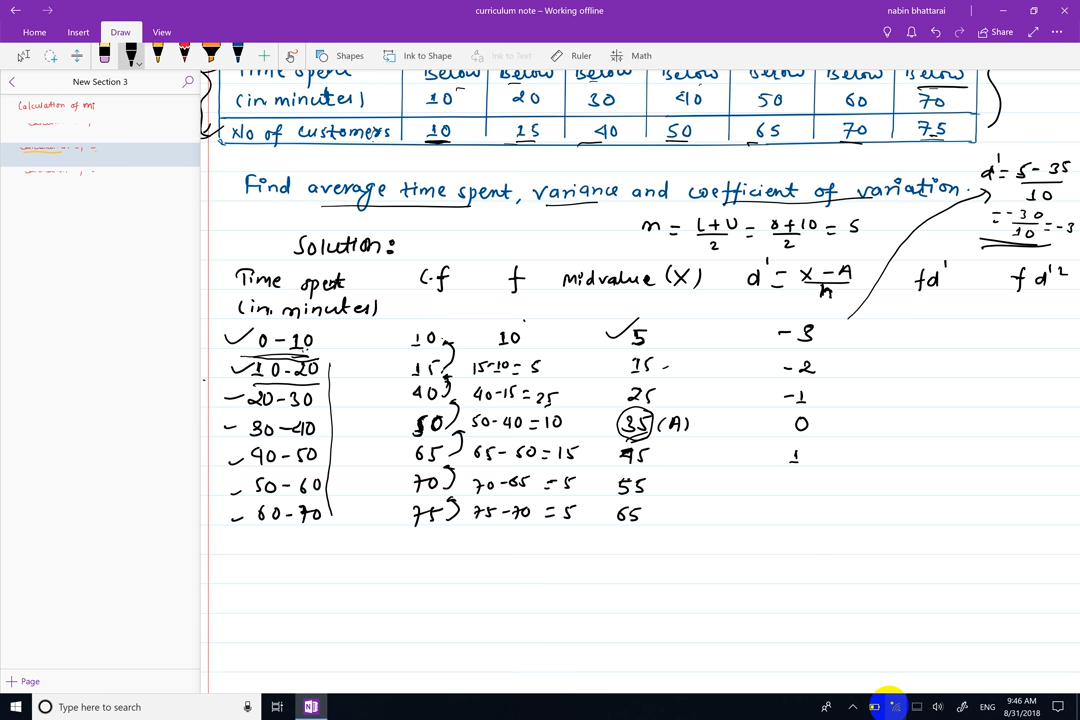 curriculum note – Working offline
nabin bhattarai
Home Insert Draw View
Share
Shapes Ink to Shape Ink to Text Ruler Math
New Section 3
Calculation of mi
Time spent Below Below Below Below Below Below Below
(in minutes) 10 20 30 40 50 60 70
No of customers 10 15 40 50 65 70 75
Find average time spent, variance and coefficient of variation.
d' = 5-35/10
= -30/10 = -3
m = L+U/2 = 0+10/2 = 5
Solution:
Time spent C.f f Midvalue (X) d' = X-A/h fd' fd'2
(in minutes)
0-10 10 10 5 -3
10-20 15 15-10=5 15 -2
20-30 40 40-15=25 25 -1
30-40 50 50-40=10 35 (A) 0
40-50 65 65-50=15 45 1
50-60 70 70-65=5 55
60-70 75 75-70=5 65
+ Page
Type here to search
ENG
9:46 AM
8/31/2018